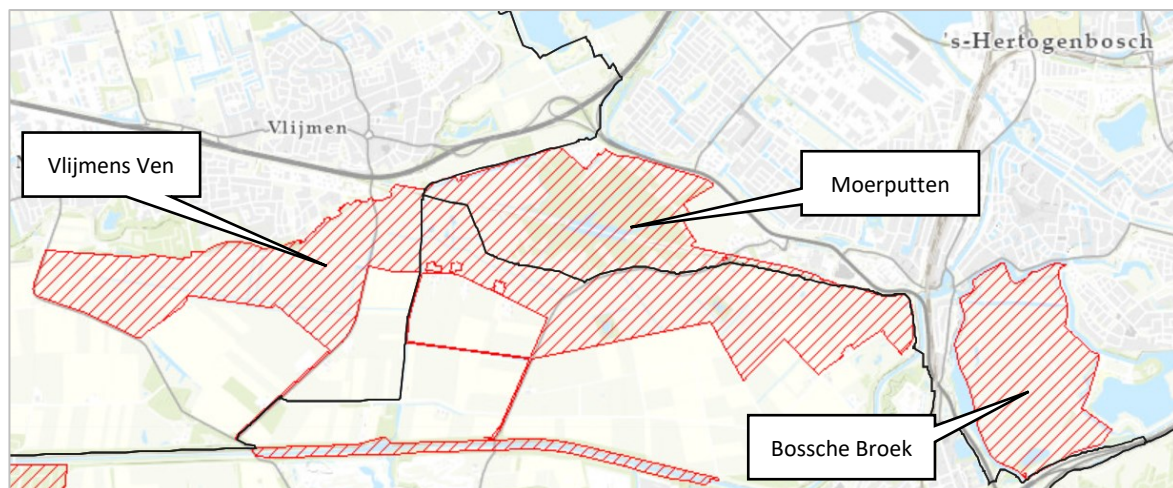 's-Hertogenbosch
Vlijmen
Vlijmens Ven
Moerputten
Bossche Broek